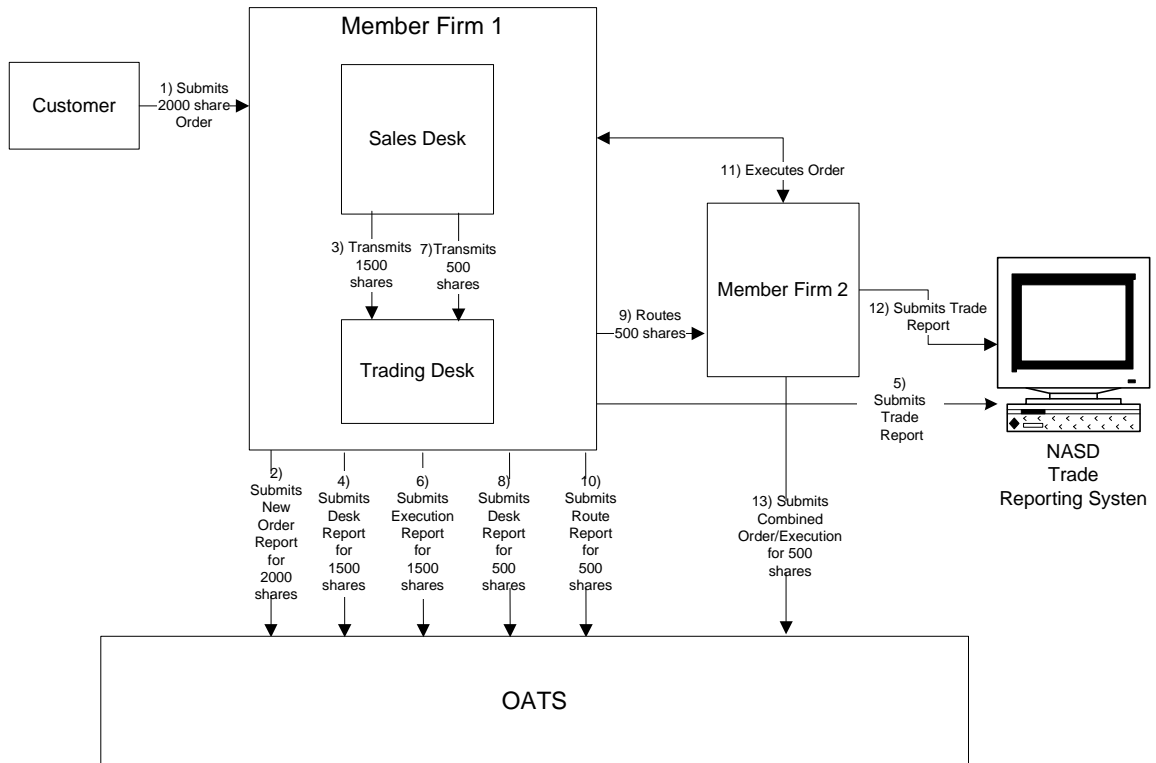 Member Firm 1
Customer
1) Submits
2000 share
Order
Sales Desk
11) Executes Order
3) Transmits
1500
shares
7)Transmits
500
shares
Member Firm 2
9) Routes
500 shares
12) Submits Trade
Report
Trading Desk
5)
Submits
Trade
Report
NASD
Trade
Reporting Systen
2)
Submits
New
Order
Report
for
2000
shares
4)
Submits
Desk
Report
for
1500
shares
6)
Submits
Execution
Report for
1500
shares
8)
Submits
Desk
Report
for
500
shares
10)
Submits
Route
Report
for
500
shares
13) Submits
Combined
Order/Execution
for 500
shares
OATS